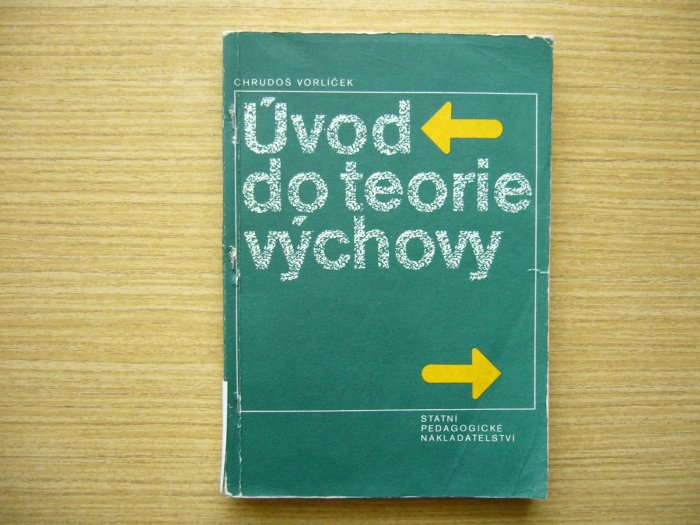 CHRUDOŠ VORLÍČEK
Úvod
do teorie
výchovy
STÁTNÍ
PEDAGOGICKÉ
NAKLADATELSTVÍ